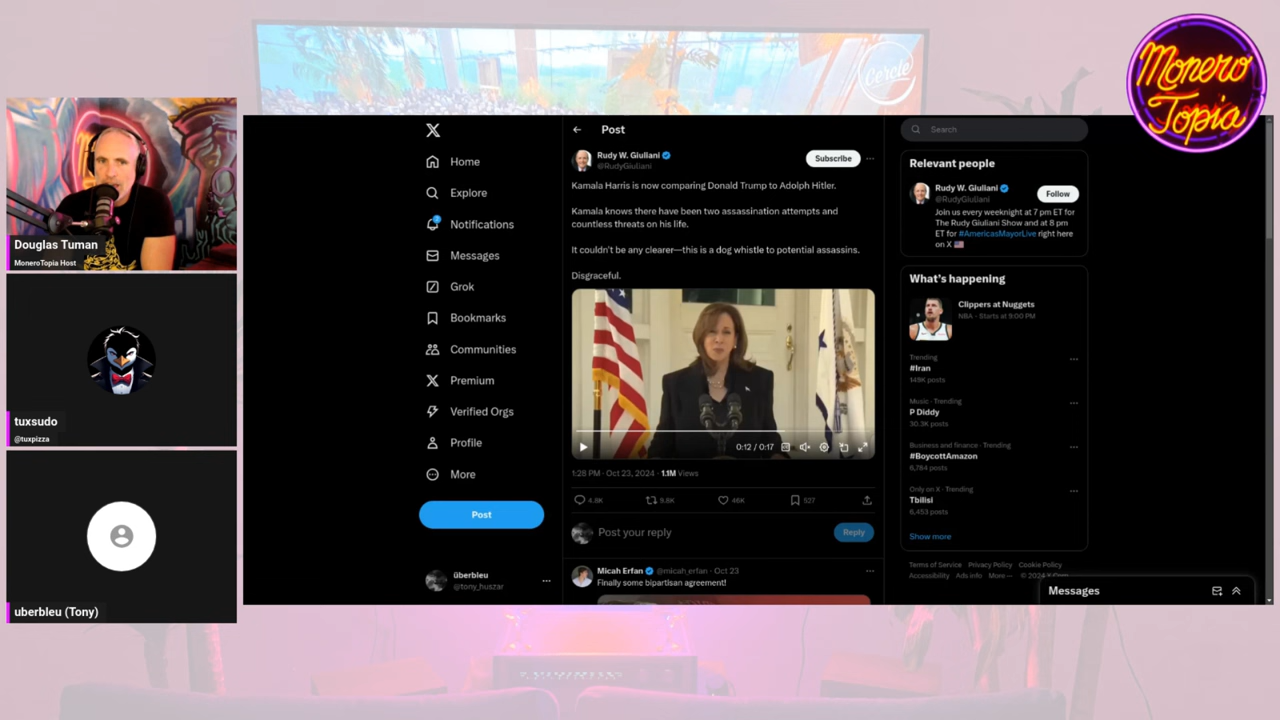 Cercle
Monero
Topia
Douglas Tuman
MoneroTopia Host
tuxsudo
@tuxpizza
uberbleu (Tony)
Home
Explore
Notifications
Messages
Grok
Bookmarks
Communities
Premium
Verified Orgs
Profile
More
Post
überbleu
@tony_huszar
Post
Rudy W. Giuliani
@RudyGiuliani
Subscribe
Kamala Harris is now comparing Donald Trump to Adolph Hitler.
Kamala knows there have been two assassination attempts and
countless threats on his life.
It couldn't be any clearer—this is a dog whistle to potential assassins.
Disgraceful.
0:12 / 0:17
1:28 PM · Oct 23, 2024 · 1.1M Views
4.8K 9.8K 46K 527
Post your reply
Reply
Micah Erfan @micah_erfan · Oct 23
Finally some bipartisan agreement!
Search
Relevant people
Rudy W. Giuliani
@RudyGiuliani
Follow
Join us every weeknight at 7 pm ET for
The Rudy Giuliani Show and at 8 pm
ET for #AmericasMayorLive right here
on X
What's happening
Clippers at Nuggets
NBA · Starts at 9:00 PM
Trending
#Iran
149K posts
Music · Trending
P Diddy
30.3K posts
Business and finance · Trending
#BoycottAmazon
6,784 posts
Only on X · Trending
Tbilisi
6,453 posts
Show more
Terms of Service Privacy Policy Cookie Policy
Accessibility Ads info More ··· © 2024 X Corp.
Messages